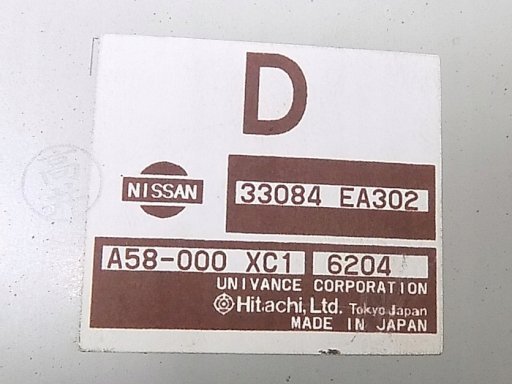 D
NISSAN
33084 EA302
A58-000 XC1 6204
UNIVANCE CORPORATION
Hitachi, Ltd. Tokyo Japan
MADE IN JAPAN